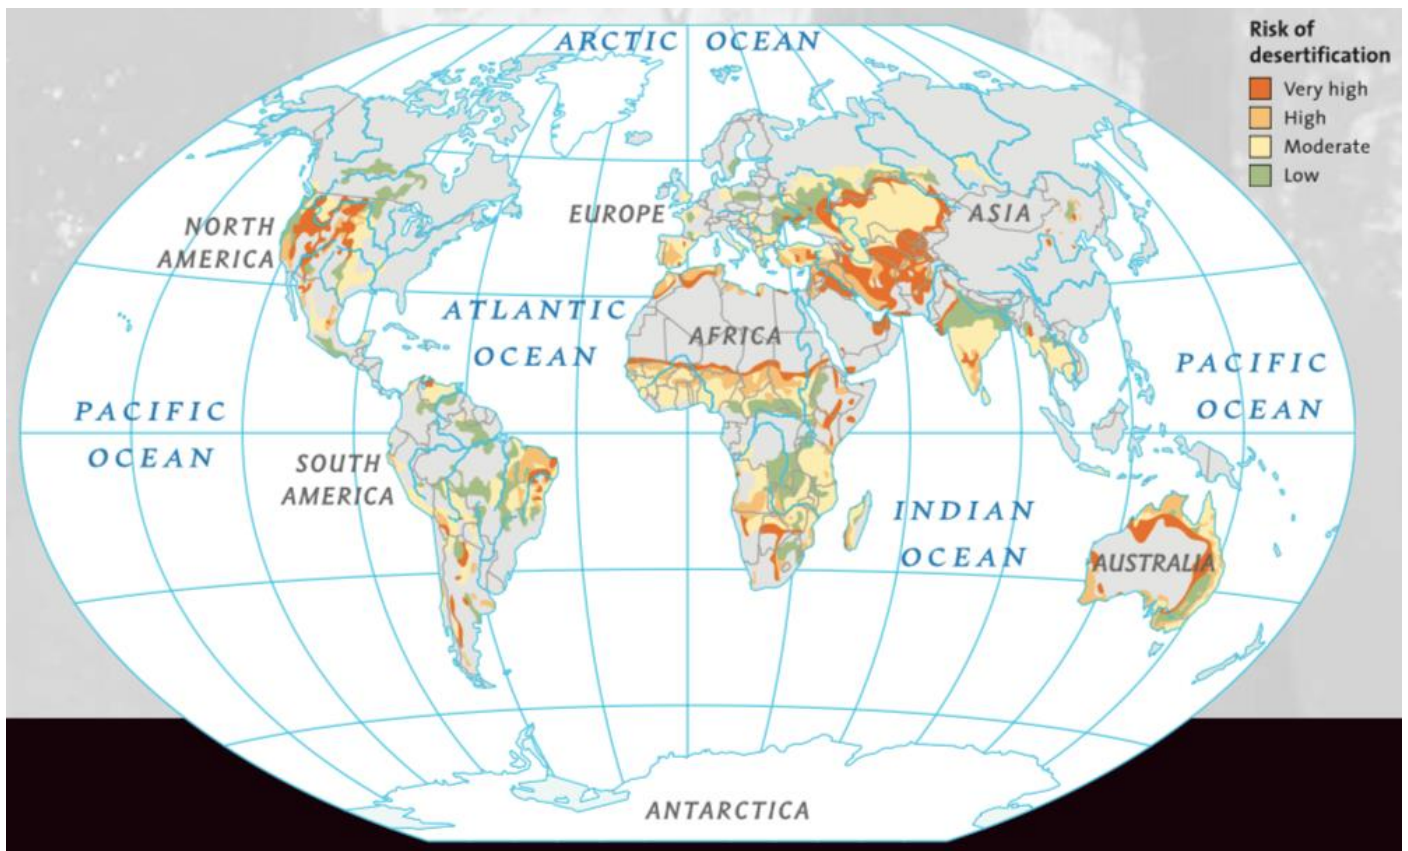 ARCTIC OCEAN
Risk of
desertification
Very high
High
Moderate
Low
NORTH
AMERICA
EUROPE
ASIA
ATLANTIC
OCEAN
AFRICA
PACIFIC
OCEAN
PACIFIC
OCEAN
SOUTH
AMERICA
INDIAN
OCEAN
AUSTRALIA
ANTARCTICA